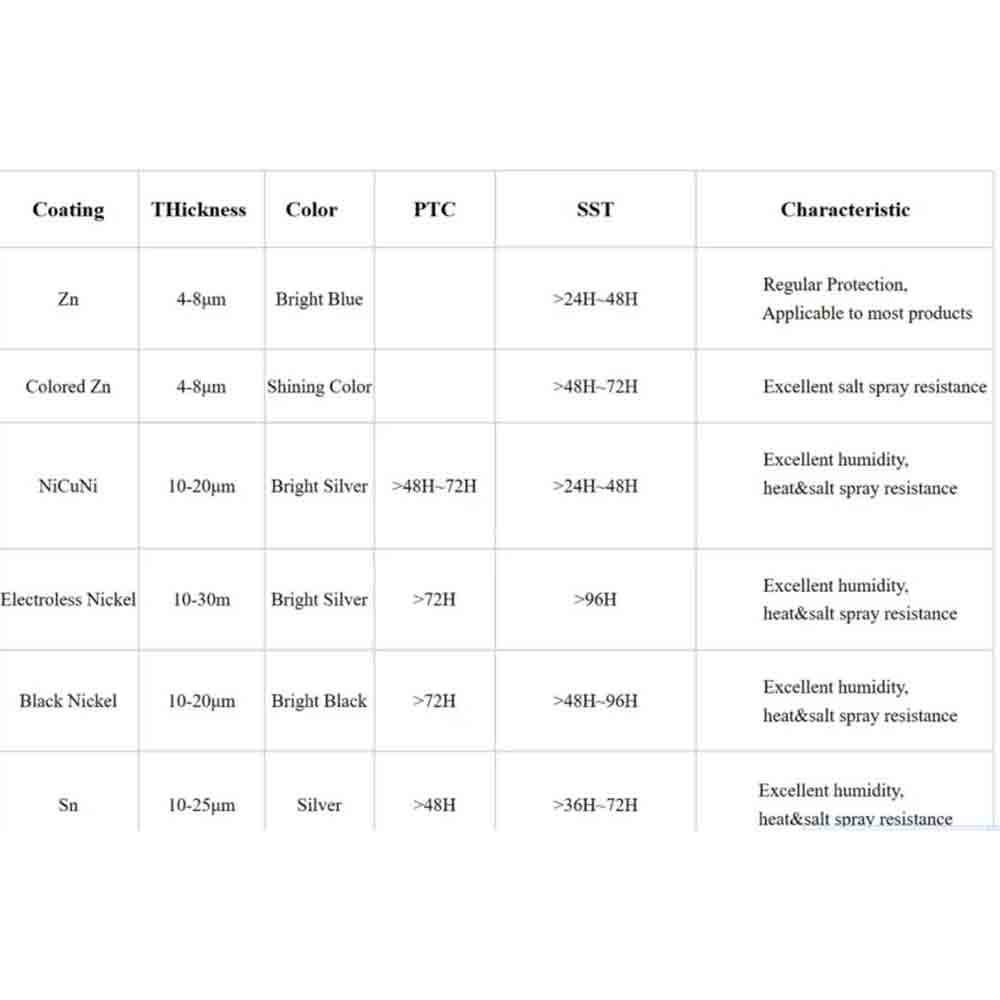 Coating THickness Color PTC SST Characteristic
Zn 4-8μm Bright Blue >24H~48H Regular Protection,
Applicable to most products
Colored Zn 4-8μm Shining Color >48H~72H Excellent salt spray resistance
NiCuNi 10-20μm Bright Silver >48H~72H >24H~48H Excellent humidity,
heat&salt spray resistance
Electroless Nickel 10-30m Bright Silver >72H >96H Excellent humidity,
heat&salt spray resistance
Black Nickel 10-20μm Bright Black >72H >48H~96H Excellent humidity,
heat&salt spray resistance
Sn 10-25μm Silver >48H >36H~72H Excellent humidity,
heat&salt spray resistance